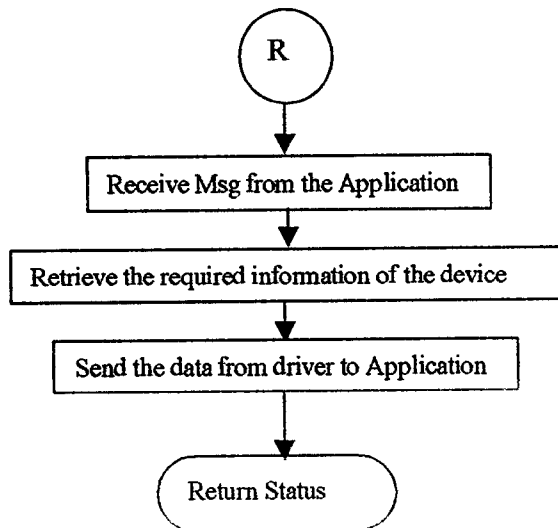 R
Receive Msg from the Application
Retrieve the required information of the device
Send the data from driver to Application
Return Status